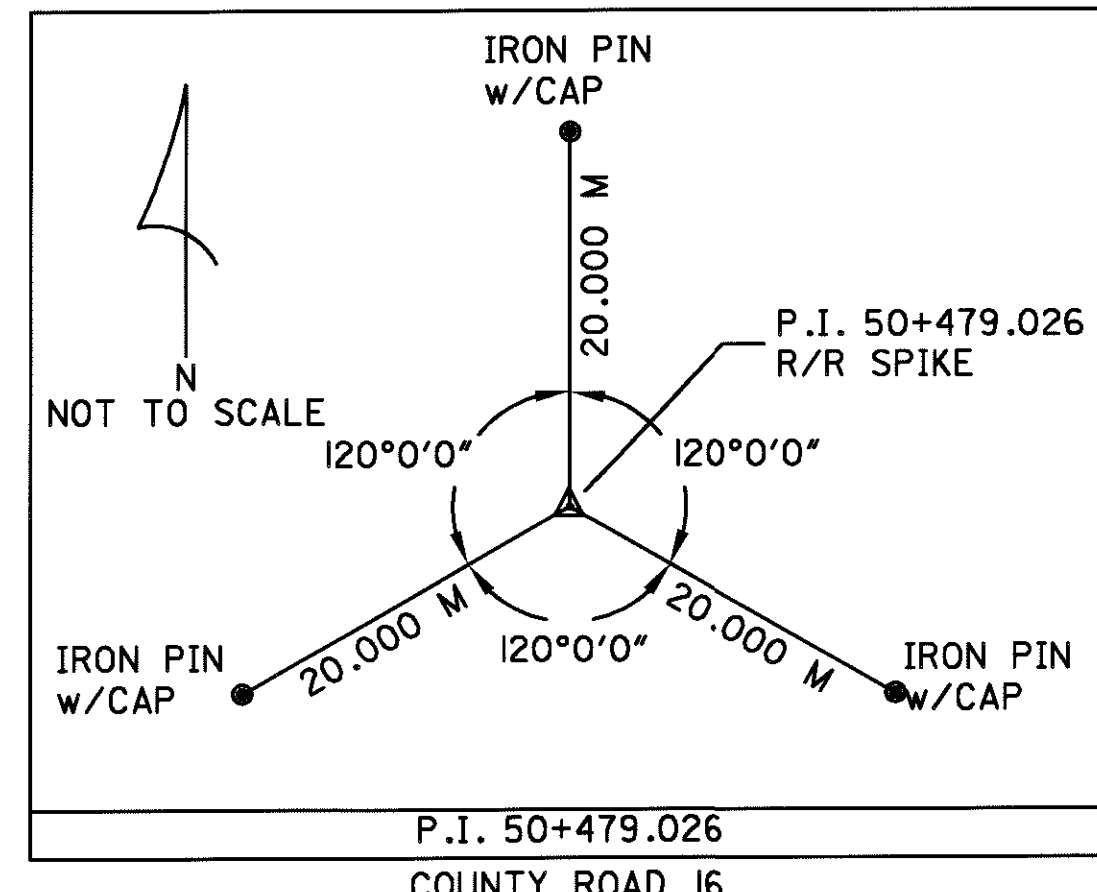 IRON PIN
w/CAP
20.000 M
P.I. 50+479.026
R/R SPIKE
N
NOT TO SCALE
120°0'0"
120°0'0"
120°0'0"
20.000 M
20.000 M
IRON PIN
w/CAP
IRON PIN
w/CAP
P.I. 50+479.026
COUNTY ROAD 16